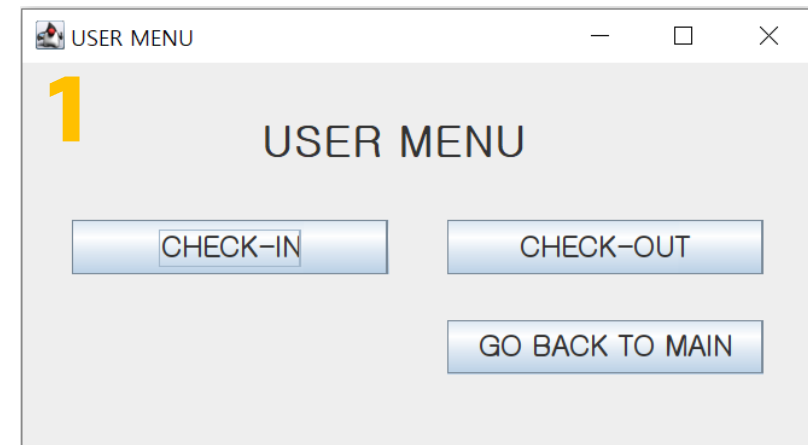 USER MENU
1
USER MENU
CHECK-IN
CHECK-OUT
GO BACK TO MAIN